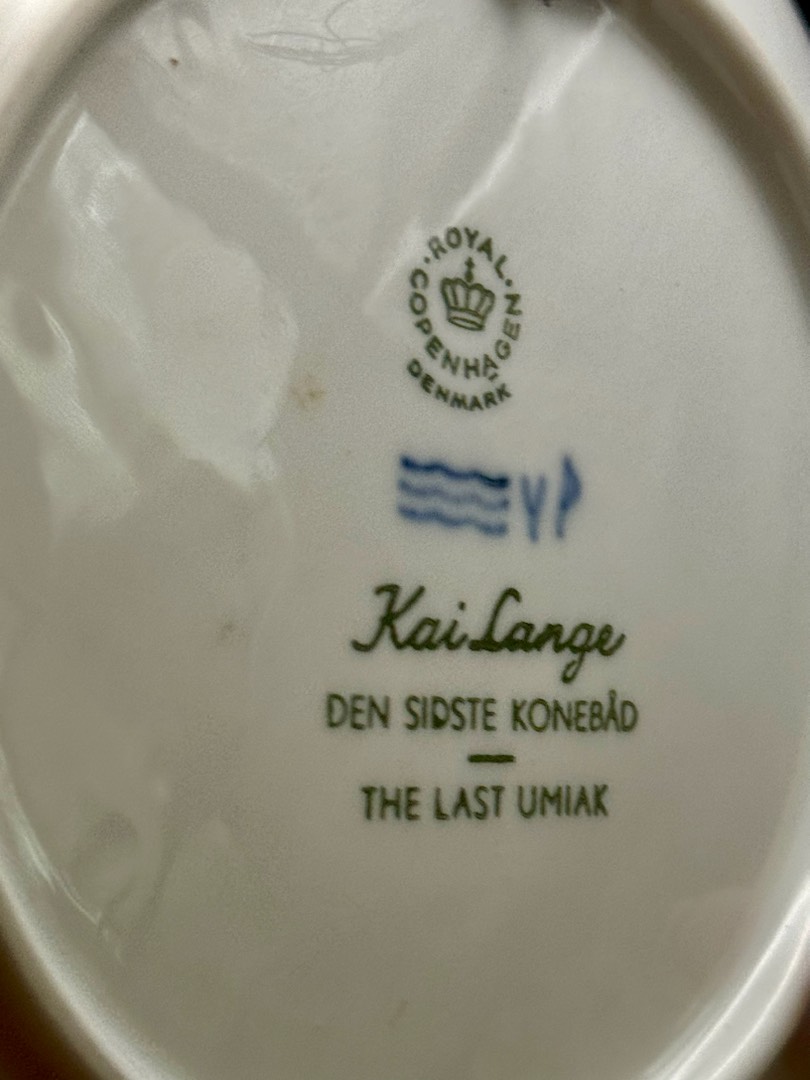 ROYAL
COPENHAGEN
DENMARK
Kai Lange
DEN SIDSTE KONEBÅD
—
THE LAST UMIAK